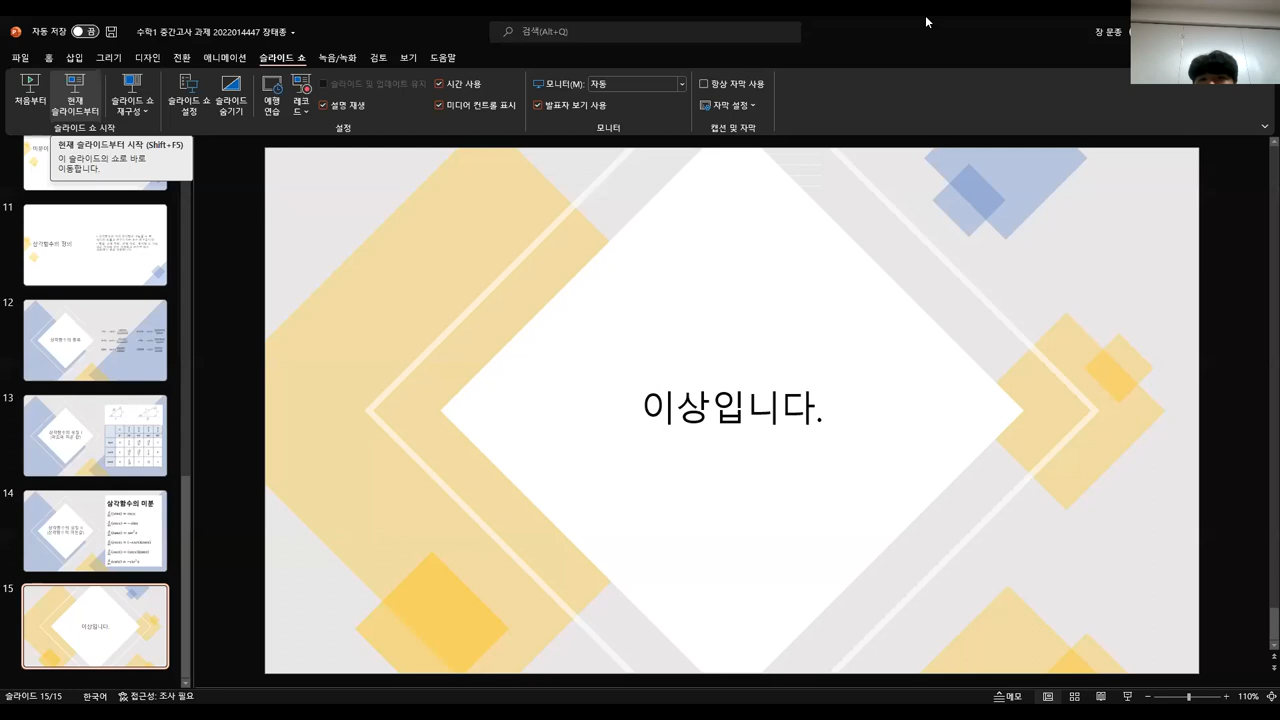 자동 저장 끔 수학1 중간고사 과제 2022014447 장태종 검색(Alt+Q) 장 문종
파일 홈 삽입 그리기 디자인 전환 애니메이션 슬라이드 쇼 녹음/녹화 검토 보기 도움말
처음부터
현재 슬라이드부터
슬라이드 쇼 재구성
슬라이드 쇼 설정
슬라이드 숨기기
예행 연습
레코드
슬라이드 및 업데이트 유지
시간 사용
설명 재생
미디어 컨트롤 표시
모니터(M): 자동
발표자 보기 사용
항상 자막 사용
자막 설정
슬라이드 쇼 시작 설정 모니터 캡션 및 자막
현재 슬라이드부터 시작 (Shift+F5)
이 슬라이드의 쇼로 바로
이동합니다.
11
삼각함수의 정의
12
삼각함수의 종류
13
14
삼각함수의 미분
15
이상입니다.
이상입니다.
슬라이드 15/15 한국어 접근성: 조사 필요 메모 110%